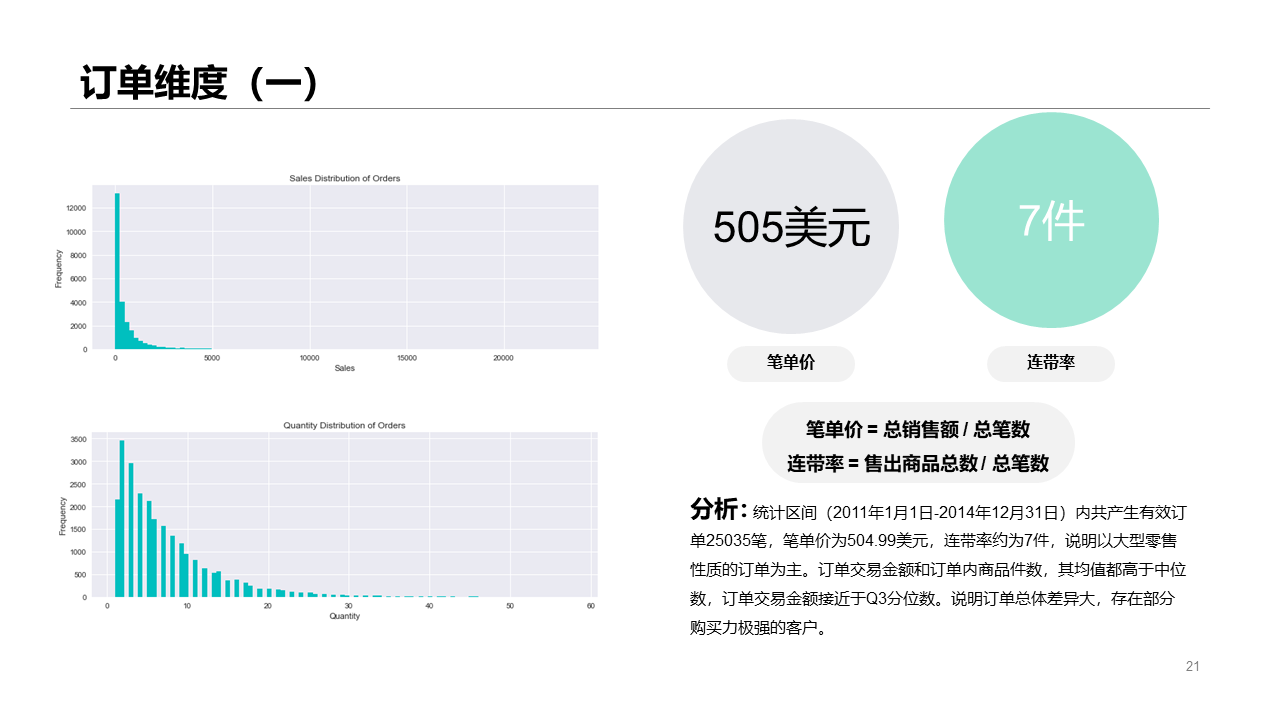 订单维度（一）
Sales Distribution of Orders
Frequency
12000
10000
8000
6000
4000
2000
0
0 5000 10000 15000 20000
Sales
Quantity Distribution of Orders
Frequency
3500
3000
2500
2000
1500
1000
500
0
0 10 20 30 40 50 60
Quantity
505美元
7件
笔单价
连带率
笔单价 = 总销售额 / 总笔数
连带率 = 售出商品总数 / 总笔数
分析：统计区间（2011年1月1日-2014年12月31日）内共产生有效订
单25035笔，笔单价为504.99美元，连带率约为7件，说明以大型零售
性质的订单为主。订单交易金额和订单内商品件数，其均值都高于中位
数，订单交易金额接近于Q3分位数。说明订单总体差异大，存在部分
购买力极强的客户。
21